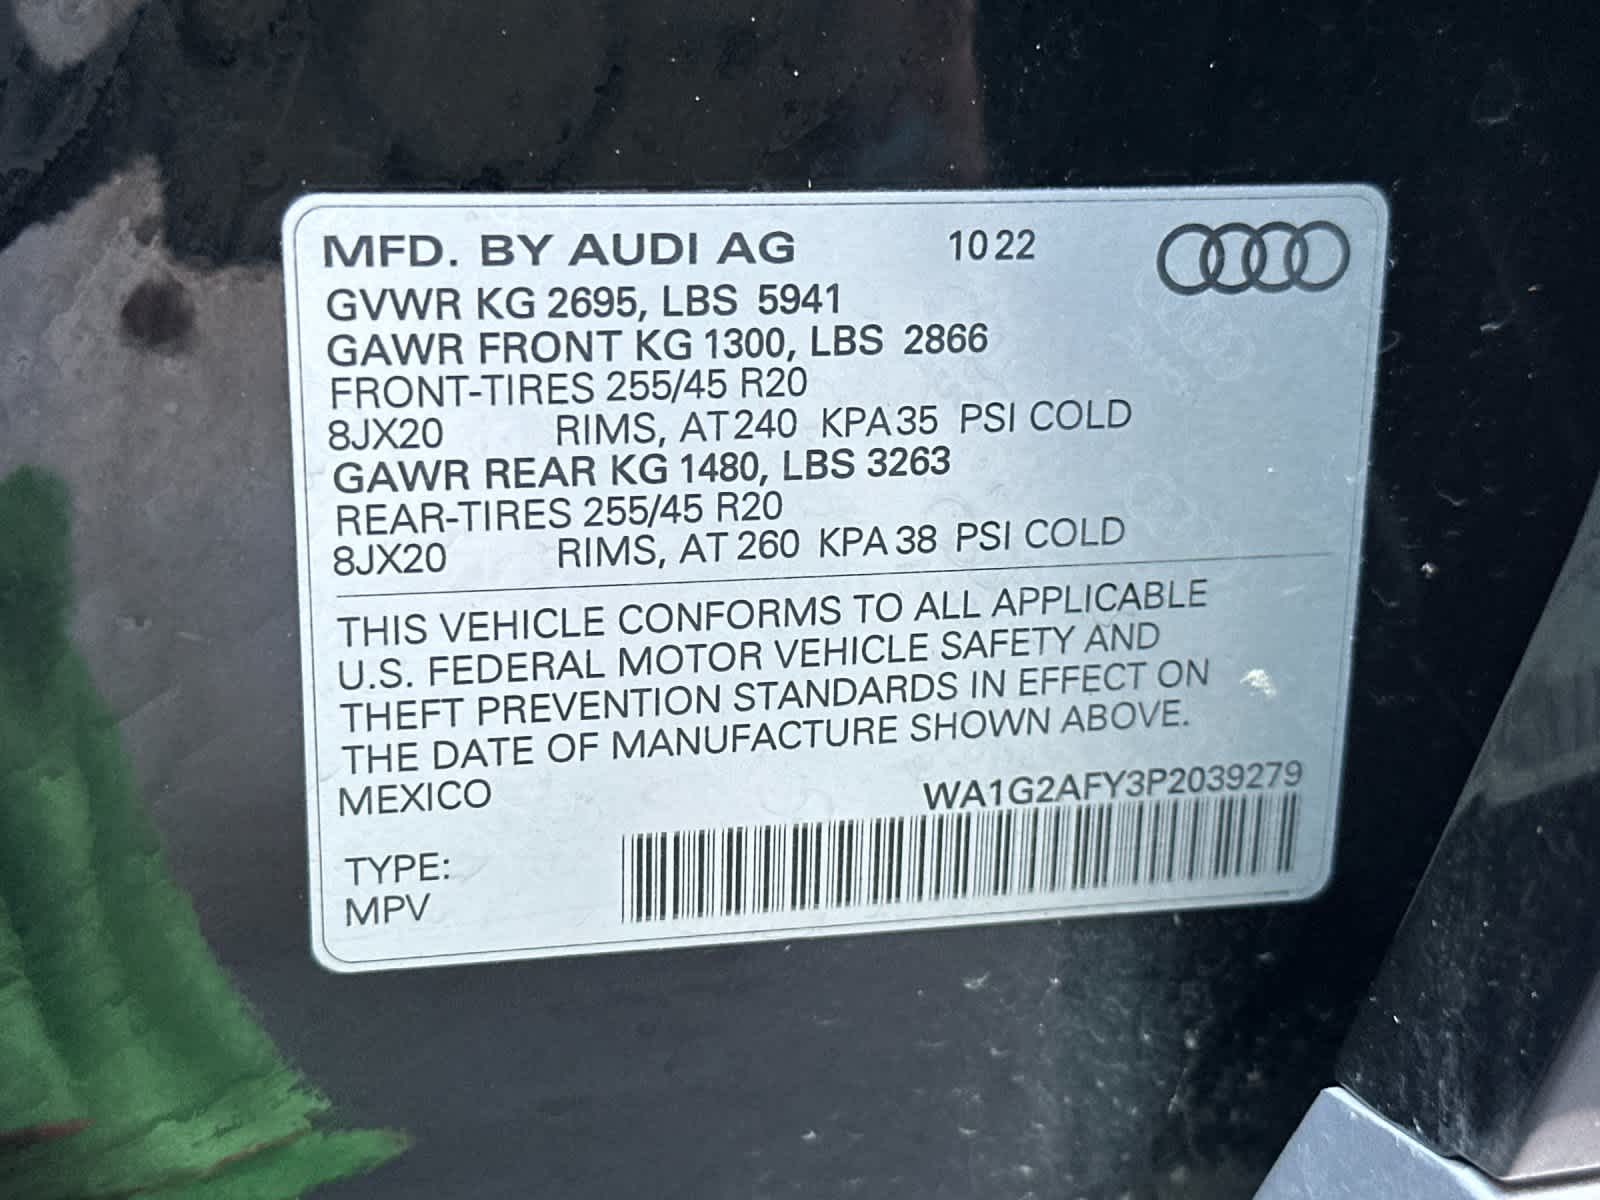 MFD. BY AUDI AG 10 22
GVWR KG 2695, LBS 5941
GAWR FRONT KG 1300, LBS 2866
FRONT-TIRES 255/45 R20
8JX20 RIMS, AT 240 KPA 35 PSI COLD
GAWR REAR KG 1480, LBS 3263
REAR-TIRES 255/45 R20
8JX20 RIMS, AT 260 KPA 38 PSI COLD
THIS VEHICLE CONFORMS TO ALL APPLICABLE
U.S. FEDERAL MOTOR VEHICLE SAFETY AND
THEFT PREVENTION STANDARDS IN EFFECT ON
THE DATE OF MANUFACTURE SHOWN ABOVE.
MEXICO WA1G2AFY3P2039279
TYPE:
MPV